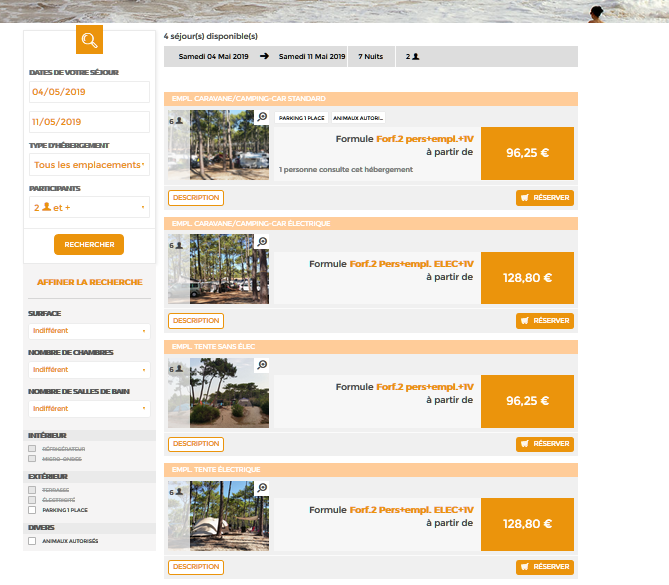 4 séjour(s) disponible(s)
Samedi 04 Mai 2019 Samedi 11 Mai 2019 7 Nuits 2
DATES DE VOTRE SÉJOUR
04/05/2019
11/05/2019
TYPE D'HÉBERGEMENT
Tous les emplacements
PARTICIPANTS
2 et +
RECHERCHER
AFFINER LA RECHERCHE
SURFACE
Indifférent
NOMBRE DE CHAMBRES
Indifférent
NOMBRE DE SALLES DE BAIN
Indifférent
INTÉRIEUR
RÉFRIGÉRATEUR
MICRO-ONDES
EXTÉRIEUR
TERRASSE
ÉLECTRICITÉ
PARKING 1 PLACE
DIVERS
ANIMAUX AUTORISÉS
EMPL. CARAVANE/CAMPING-CAR STANDARD
6
PARKING 1 PLACE ANIMAUX AUTORI...
Formule Forf.2 pers+empl.+1V
à partir de
96,25 €
1 personne consulte cet hébergement
DESCRIPTION
RÉSERVER
EMPL. CARAVANE/CAMPING-CAR ÉLECTRIQUE
6
Formule Forf.2 Pers+empl. ELEC+1V
à partir de
128,80 €
DESCRIPTION
RÉSERVER
EMPL. TENTE SANS ÉLEC
6
Formule Forf.2 pers+empl.+1V
à partir de
96,25 €
DESCRIPTION
RÉSERVER
EMPL. TENTE ÉLECTRIQUE
6
Formule Forf.2 Pers+empl. ELEC+1V
à partir de
128,80 €
DESCRIPTION
RÉSERVER